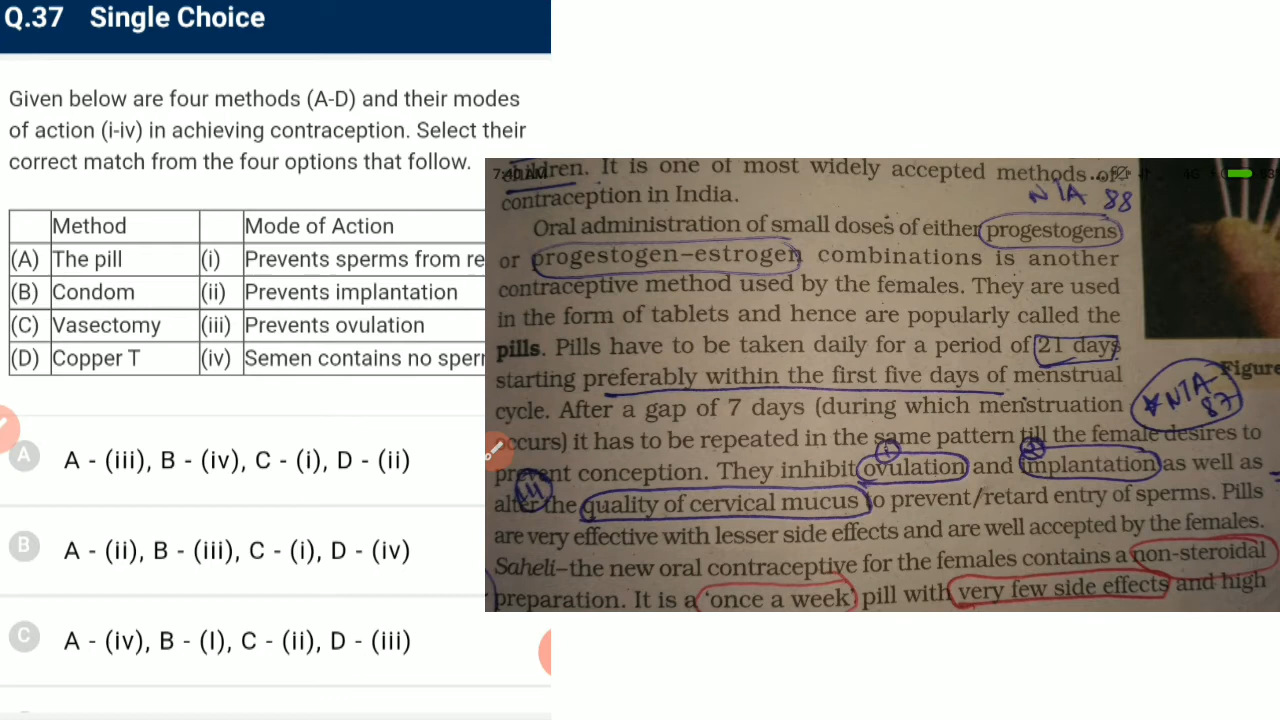 Q.37 Single Choice
Given below are four methods (A-D) and their modes
of action (i-iv) in achieving contraception. Select their
correct match from the four options that follow.
Method Mode of Action
(A) The pill (i) Prevents sperms from re
(B) Condom (ii) Prevents implantation
(C) Vasectomy (iii) Prevents ovulation
(D) Copper T (iv) Semen contains no sper
A A - (iii), B - (iv), C - (i), D - (ii)
B A - (ii), B - (iii), C - (i), D - (iv)
C A - (iv), B - (I), C - (ii), D - (iii)
children. It is one of most widely accepted methods of
contraception in India.
NIA 88
Oral administration of small doses of either progestogens
or progestogen–estrogen combinations is another
contraceptive method used by the females. They are used
in the form of tablets and hence are popularly called the
pills. Pills have to be taken daily for a period of 21 days
starting preferably within the first five days of menstrual
cycle. After a gap of 7 days (during which menstruation
occurs) it has to be repeated in the same pattern till the female desires to
prevent conception. They inhibit ovulation and implantation as well as
alter the quality of cervical mucus to prevent/retard entry of sperms. Pills
are very effective with lesser side effects and are well accepted by the females.
Saheli–the new oral contraceptive for the females contains a non-steroidal
preparation. It is a 'once a week' pill with very few side effects and high
Figure
NIA
87